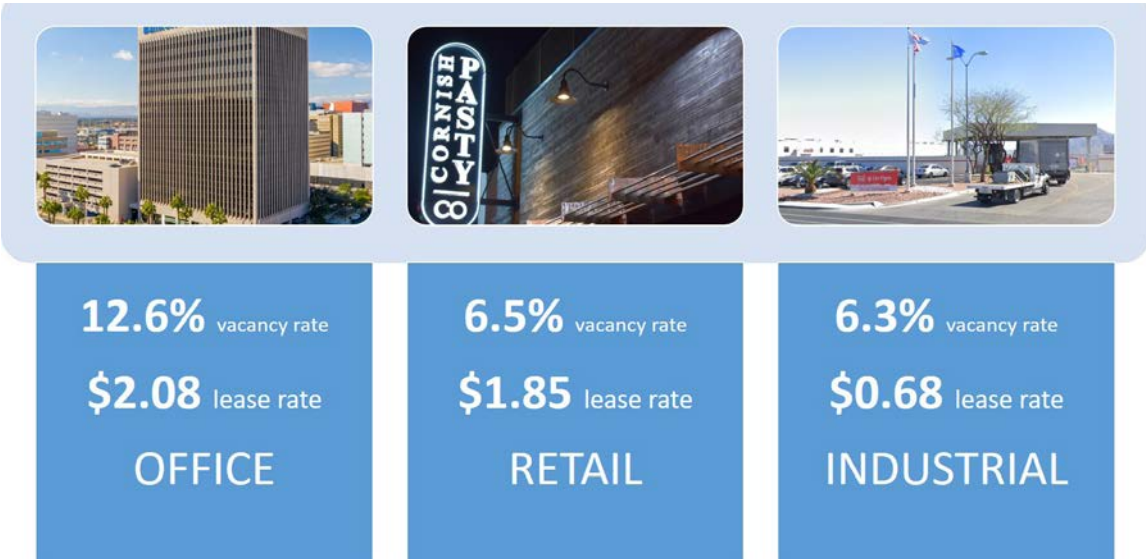 CORNISH
PASTY
CO
12.6% vacancy rate
$2.08 lease rate
OFFICE
6.5% vacancy rate
$1.85 lease rate
RETAIL
6.3% vacancy rate
$0.68 lease rate
INDUSTRIAL